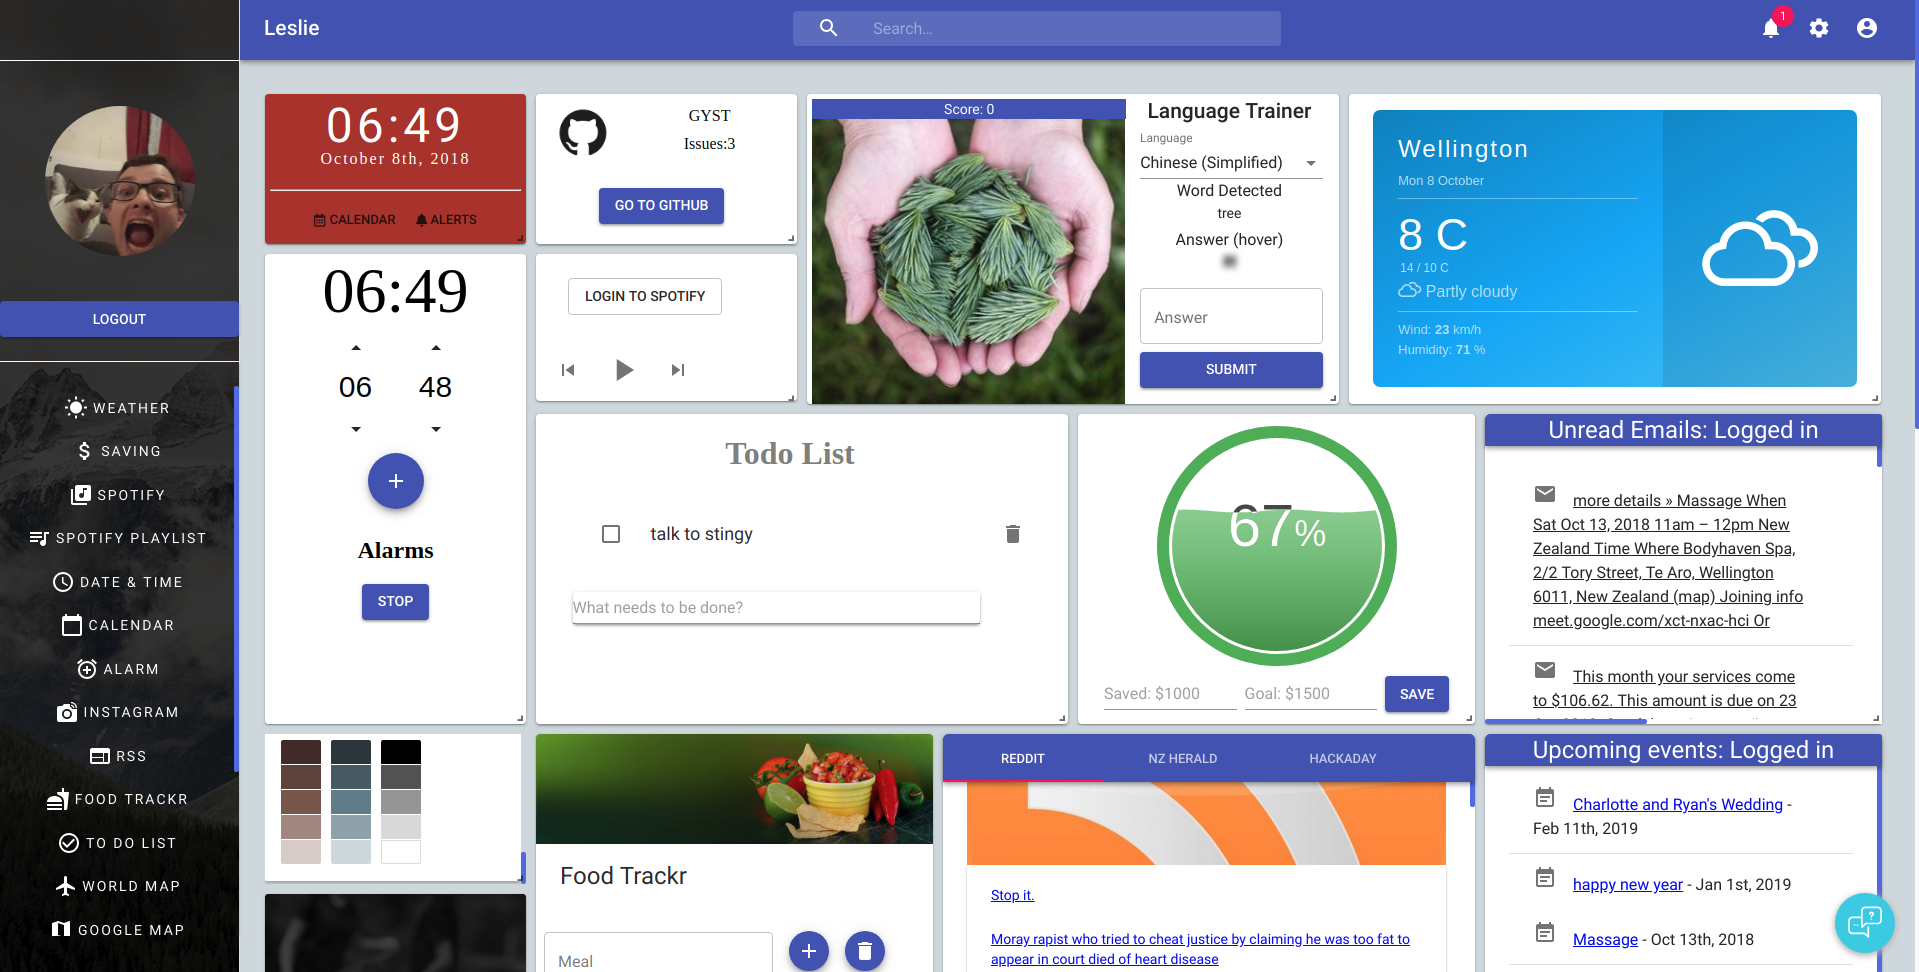 Leslie
Search...
1
LOGOUT
WEATHER
SAVING
SPOTIFY
SPOTIFY PLAYLIST
DATE & TIME
CALENDAR
ALARM
INSTAGRAM
RSS
FOOD TRACKR
TO DO LIST
WORLD MAP
GOOGLE MAP
06:49
October 8th, 2018
CALENDAR ALERTS
GYST
Issues:3
GO TO GITHUB
Score: 0
Language Trainer
Language
Chinese (Simplified)
Word Detected
tree
Answer (hover)
Answer
SUBMIT
Wellington
Mon 8 October
8 C
14 / 10 C
Partly cloudy
Wind: 23 km/h
Humidity: 71 %
06:49
06 48
+
Alarms
STOP
LOGIN TO SPOTIFY
Todo List
talk to stingy
What needs to be done?
67%
Saved: $1000 Goal: $1500 SAVE
Unread Emails: Logged in
more details » Massage When
Sat Oct 13, 2018 11am – 12pm New
Zealand Time Where Bodyhaven Spa,
2/2 Tory Street, Te Aro, Wellington
6011, New Zealand (map) Joining info
meet.google.com/xct-nxac-hci Or
This month your services come
to $106.62. This amount is due on 23
Food Trackr
Meal
+
REDDIT NZ HERALD HACKADAY
Stop it.
Moray rapist who tried to cheat justice by claiming he was too fat to
appear in court died of heart disease
Upcoming events: Logged in
Charlotte and Ryan's Wedding -
Feb 11th, 2019
happy new year - Jan 1st, 2019
Massage - Oct 13th, 2018
?